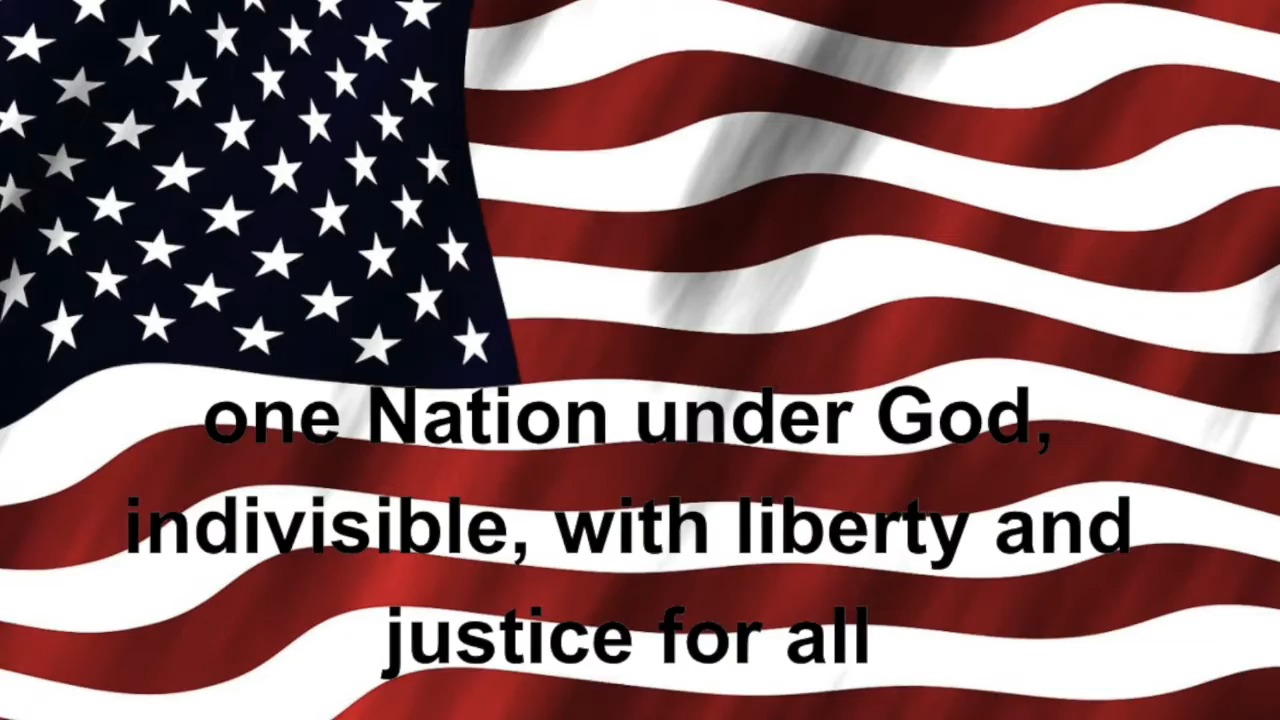 one Nation under God,
indivisible, with liberty and
justice for all